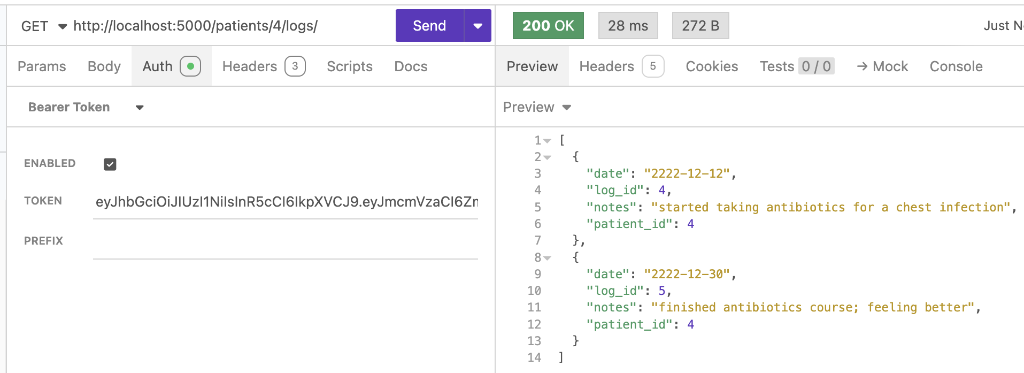 GET http://localhost:5000/patients/4/logs/ Send 200 OK 28 ms 272 B Just N
Params Body Auth Headers 3 Scripts Docs Preview Headers 5 Cookies Tests 0 / 0 → Mock Console
Bearer Token
Preview
ENABLED
TOKEN eyJhbGciOiJIUzI1NiIsInR5cCI6IkpXVCJ9.eyJmcmVzaCI6Zn
PREFIX
1 [
2 {
3 "date": "2222-12-12",
4 "log_id": 4,
5 "notes": "started taking antibiotics for a chest infection",
6 "patient_id": 4
7 },
8 {
9 "date": "2222-12-30",
10 "log_id": 5,
11 "notes": "finished antibiotics course; feeling better",
12 "patient_id": 4
13 }
14 ]